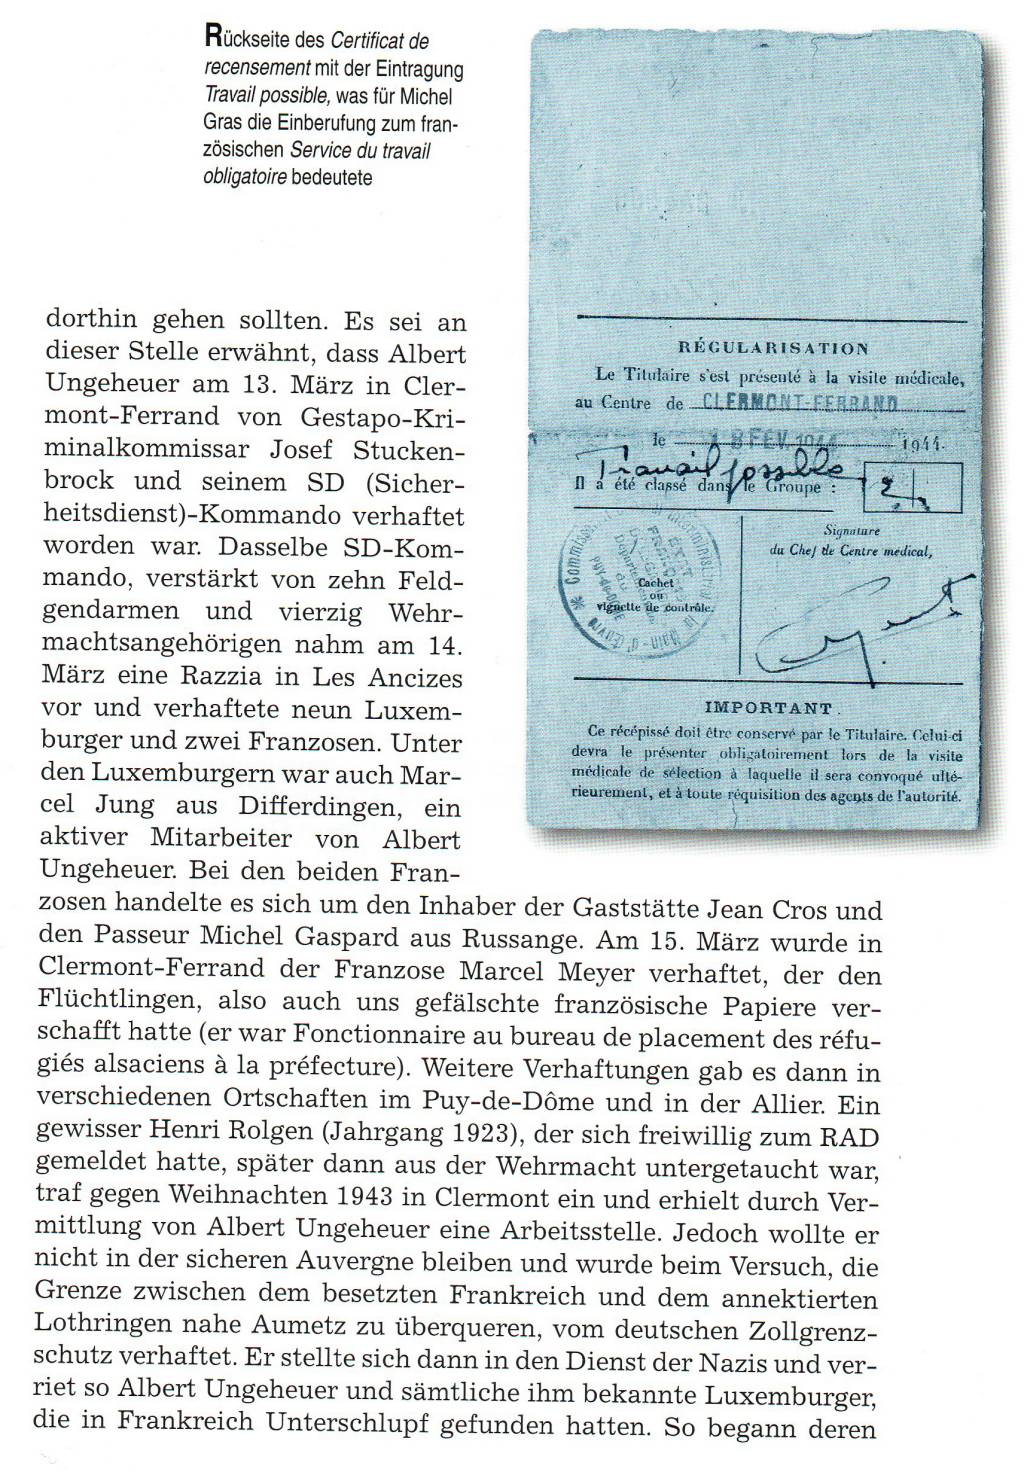 Rückseite des Certificat de
recensement mit der Eintragung
Travail possible, was für Michel
Gras die Einberufung zum fran-
zösischen Service du travail
obligatoire bedeutete
RÉGULARISATION
Le Titulaire s'est présenté à la visite médicale,
au Centre de CLERMONT-FERRAND
le 18 FEV. 1944 1944.
Travail possible
Il a été classé dans le Groupe :
Signature
du Chef de Centre médical,
Cachet
ou
vignette de contrôle.
IMPORTANT.
Ce récépissé doit être conservé par le Titulaire. Celui-ci
devra le présenter obligatoirement lors de la visite
médicale de sélection à laquelle il sera convoqué ulté-
rieurement, et à toute réquisition des agents de l'autorité.
dorthin gehen sollten. Es sei an
dieser Stelle erwähnt, dass Albert
Ungeheuer am 13. März in Cler-
mont-Ferrand von Gestapo-Kri-
minalkommissar Josef Stucken-
brock und seinem SD (Sicher-
heitsdienst)-Kommando verhaftet
worden war. Dasselbe SD-Kom-
mando, verstärkt von zehn Feld-
gendarmen und vierzig Wehr-
machtsangehörigen nahm am 14.
März eine Razzia in Les Ancizes
vor und verhaftete neun Luxem-
burger und zwei Franzosen. Unter
den Luxemburgern war auch Mar-
cel Jung aus Differdingen, ein
aktiver Mitarbeiter von Albert
Ungeheuer. Bei den beiden Fran-
zosen handelte es sich um den Inhaber der Gaststätte Jean Cros und
den Passeur Michel Gaspard aus Russange. Am 15. März wurde in
Clermont-Ferrand der Franzose Marcel Meyer verhaftet, der den
Flüchtlingen, also auch uns gefälschte französische Papiere ver-
schafft hatte (er war Fonctionnaire au bureau de placement des réfu-
giés alsaciens à la préfecture). Weitere Verhaftungen gab es dann in
verschiedenen Ortschaften im Puy-de-Dôme und in der Allier. Ein
gewisser Henri Rolgen (Jahrgang 1923), der sich freiwillig zum RAD
gemeldet hatte, später dann aus der Wehrmacht untergetaucht war,
traf gegen Weihnachten 1943 in Clermont ein und erhielt durch Ver-
mittlung von Albert Ungeheuer eine Arbeitsstelle. Jedoch wollte er
nicht in der sicheren Auvergne bleiben und wurde beim Versuch, die
Grenze zwischen dem besetzten Frankreich und dem annektierten
Lothringen nahe Aumetz zu überqueren, vom deutschen Zollgrenz-
schutz verhaftet. Er stellte sich dann in den Dienst der Nazis und ver-
riet so Albert Ungeheuer und sämtliche ihm bekannte Luxemburger,
die in Frankreich Unterschlupf gefunden hatten. So begann deren